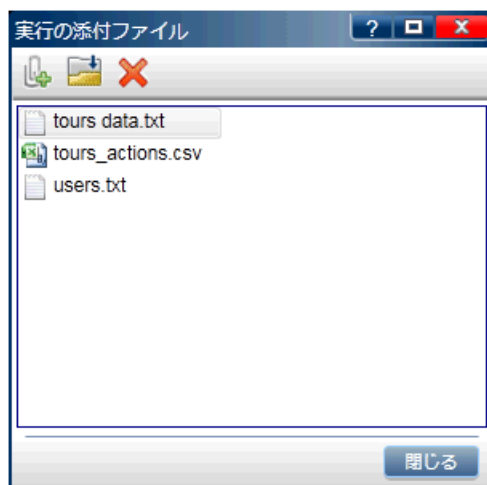 実行の添付ファイル
?
tours data.txt
tours_actions.csv
users.txt
閉じる